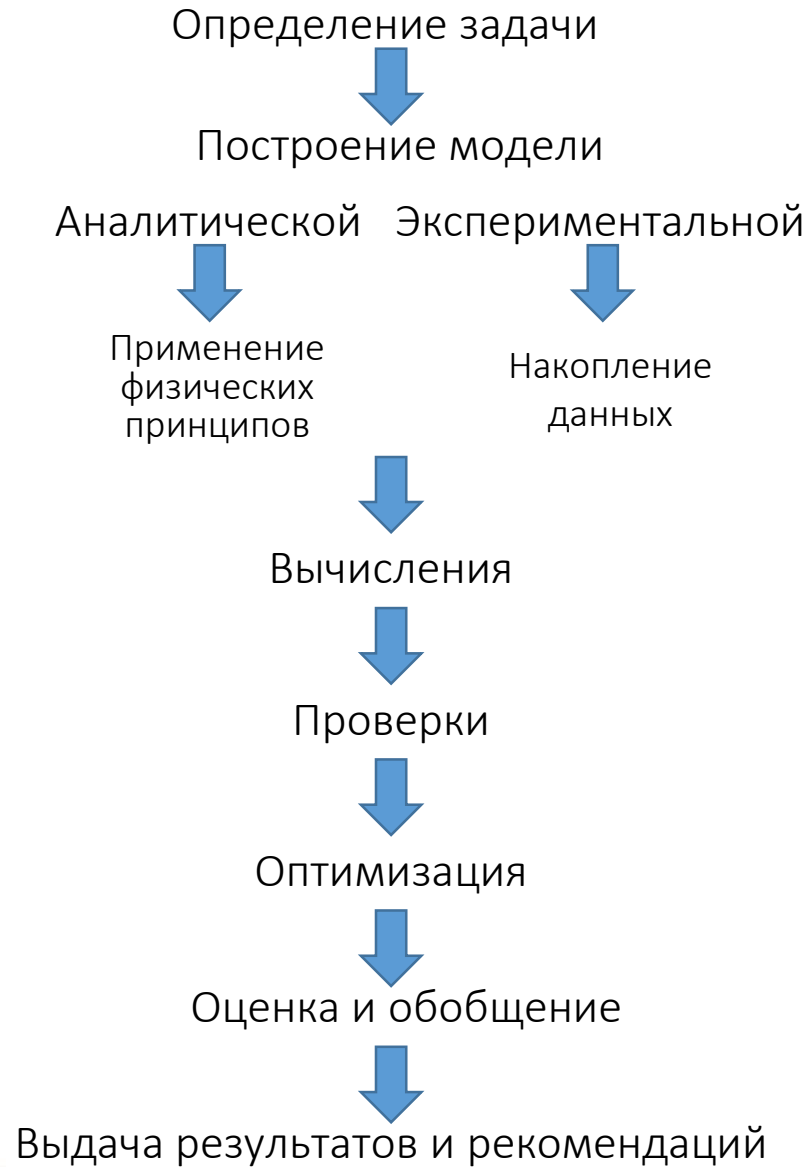 Определение задачи
Построение модели
Аналитической Экспериментальной
Применение
физических
принципов
Накопление
данных
Вычисления
Проверки
Оптимизация
Оценка и обобщение
Выдача результатов и рекомендаций